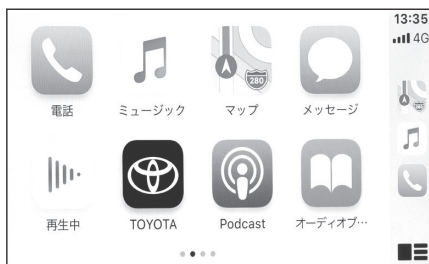 13:35
4G
280
電話
ミュージック
マップ
メッセージ
再生中
TOYOTA
Podcast
オーディオブ…